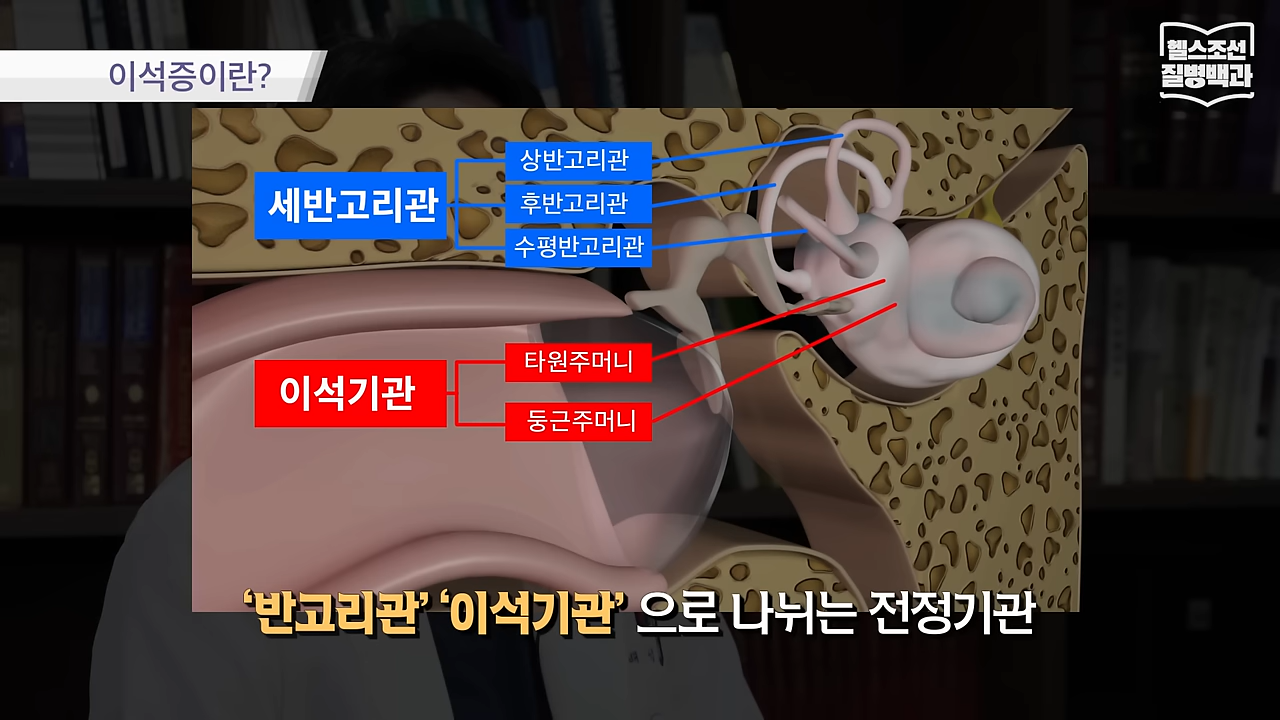 이석증이란?
헬스조선
질병백과
세반고리관
상반고리관
후반고리관
수평반고리관
이석기관
타원주머니
둥근주머니
‘반고리관’ ‘이석기관’ 으로 나뉘는 전정기관